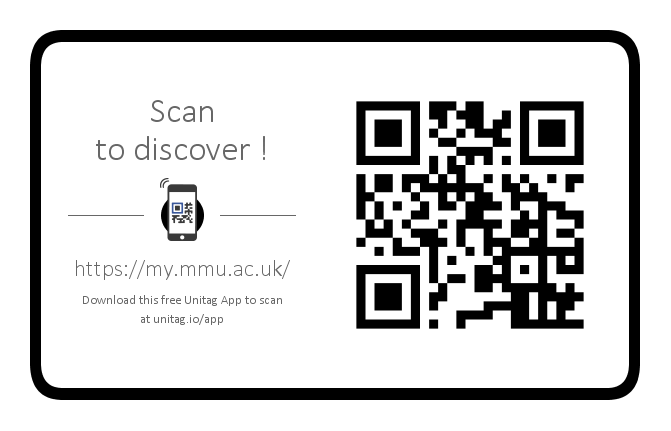 Scan
to discover !
https://my.mmu.ac.uk/
Download this free Unitag App to scan
at unitag.io/app